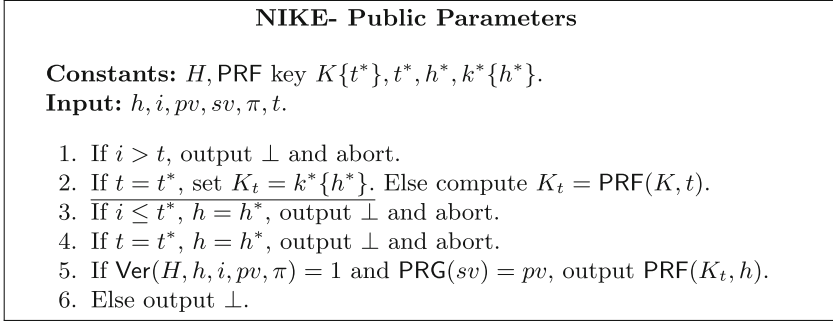 NIKE- Public Parameters
Constants: H, PRF key K{t*}, t*, h*, k*{h*}.
Input: h, i, pv, sv, π, t.
1. If i > t, output ⊥ and abort.
2. If t = t*, set K_t = k*{h*}. Else compute K_t = PRF(K, t).
3. If i ≤ t*, h = h*, output ⊥ and abort.
4. If t = t*, h = h*, output ⊥ and abort.
5. If Ver(H, h, i, pv, π) = 1 and PRG(sv) = pv, output PRF(K_t, h).
6. Else output ⊥.